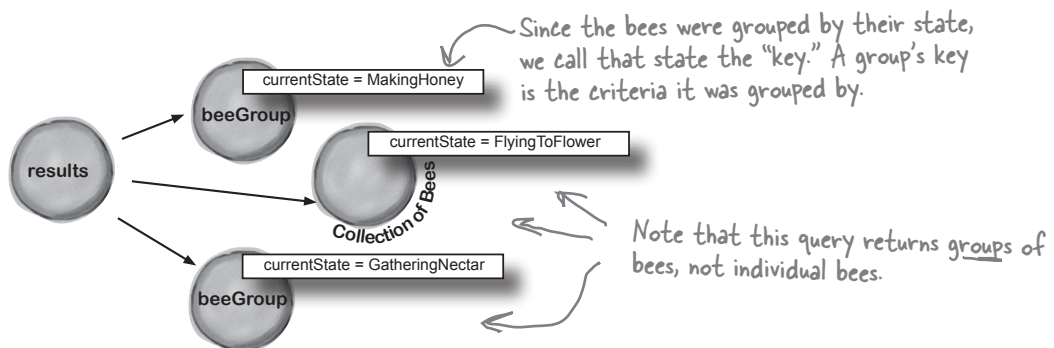 Since the bees were grouped by their state,
we call that state the “key.” A group’s key
is the criteria it was grouped by.
currentState = MakingHoney
beeGroup
currentState = FlyingToFlower
results
Collection of Bees
Note that this query returns groups of
bees, not individual bees.
currentState = GatheringNectar
beeGroup